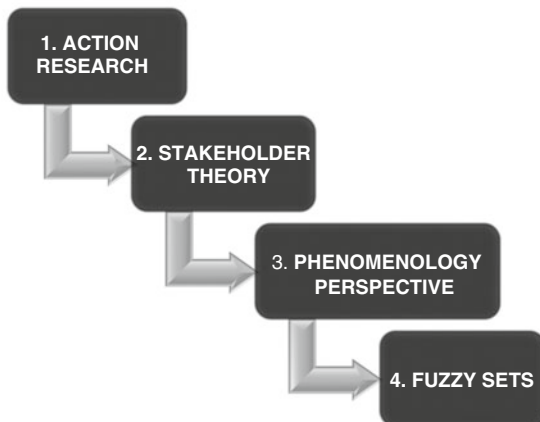 1. ACTION
RESEARCH
2. STAKEHOLDER
THEORY
3. PHENOMENOLOGY
PERSPECTIVE
4. FUZZY SETS